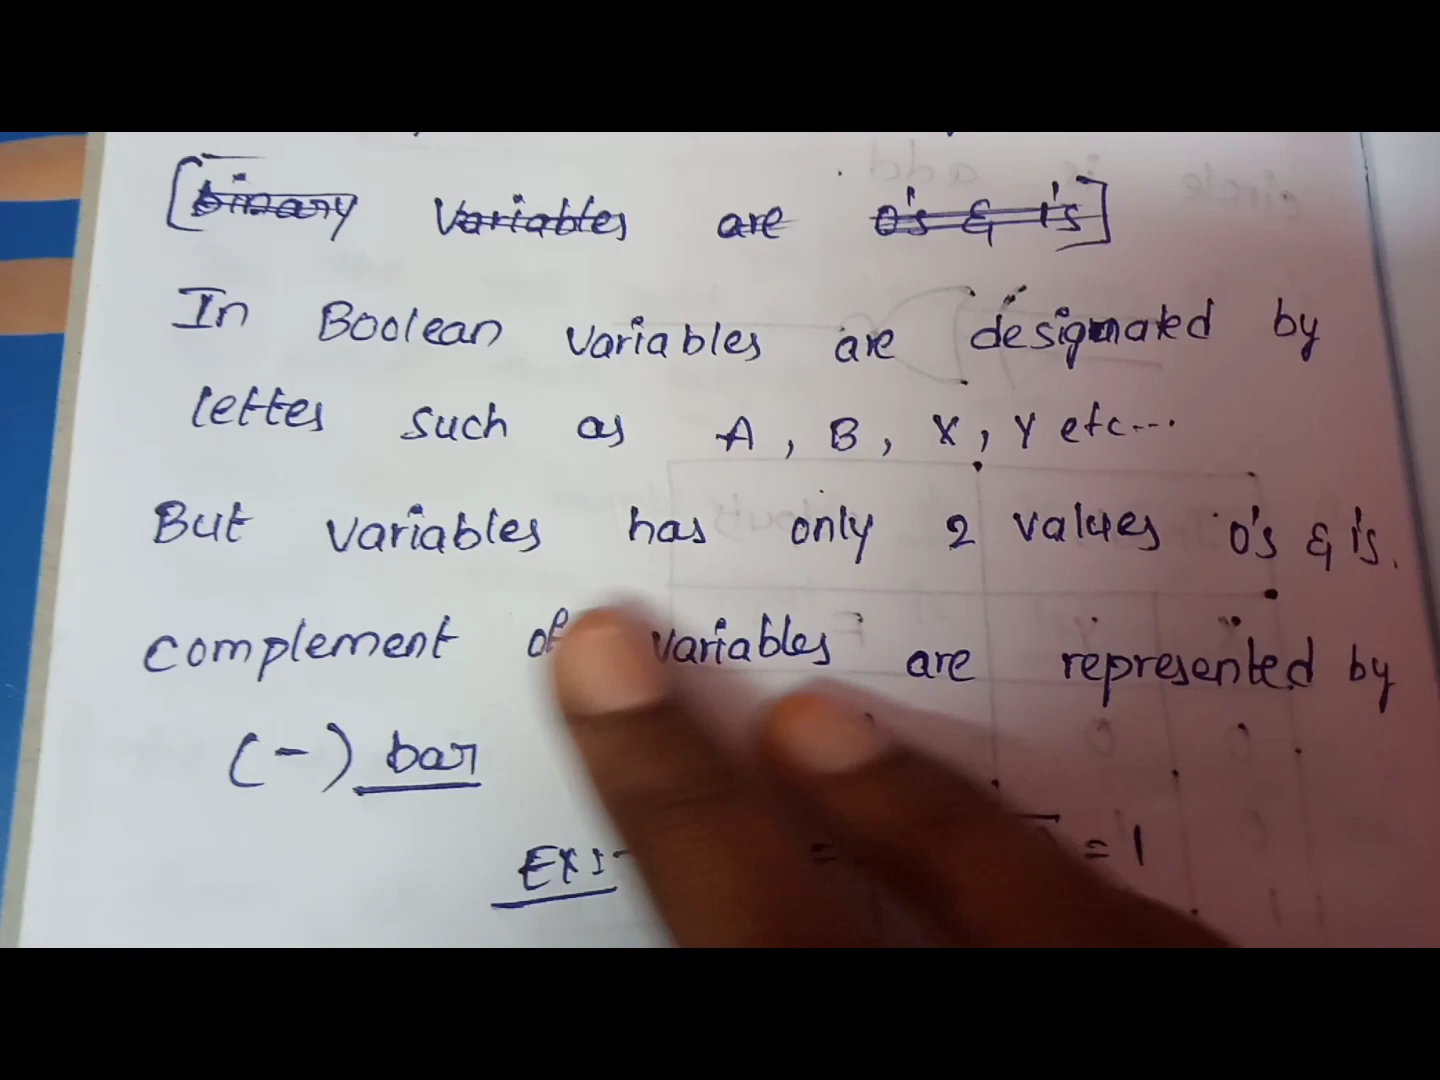 [binary variables are 0's & 1's]
In Boolean variables are designated by
lettes such as A, B, X, Y etc...
But variables has only 2 values 0's & 1's.
complement of variables are represented by
(-) bar
Ex:-
= = 1